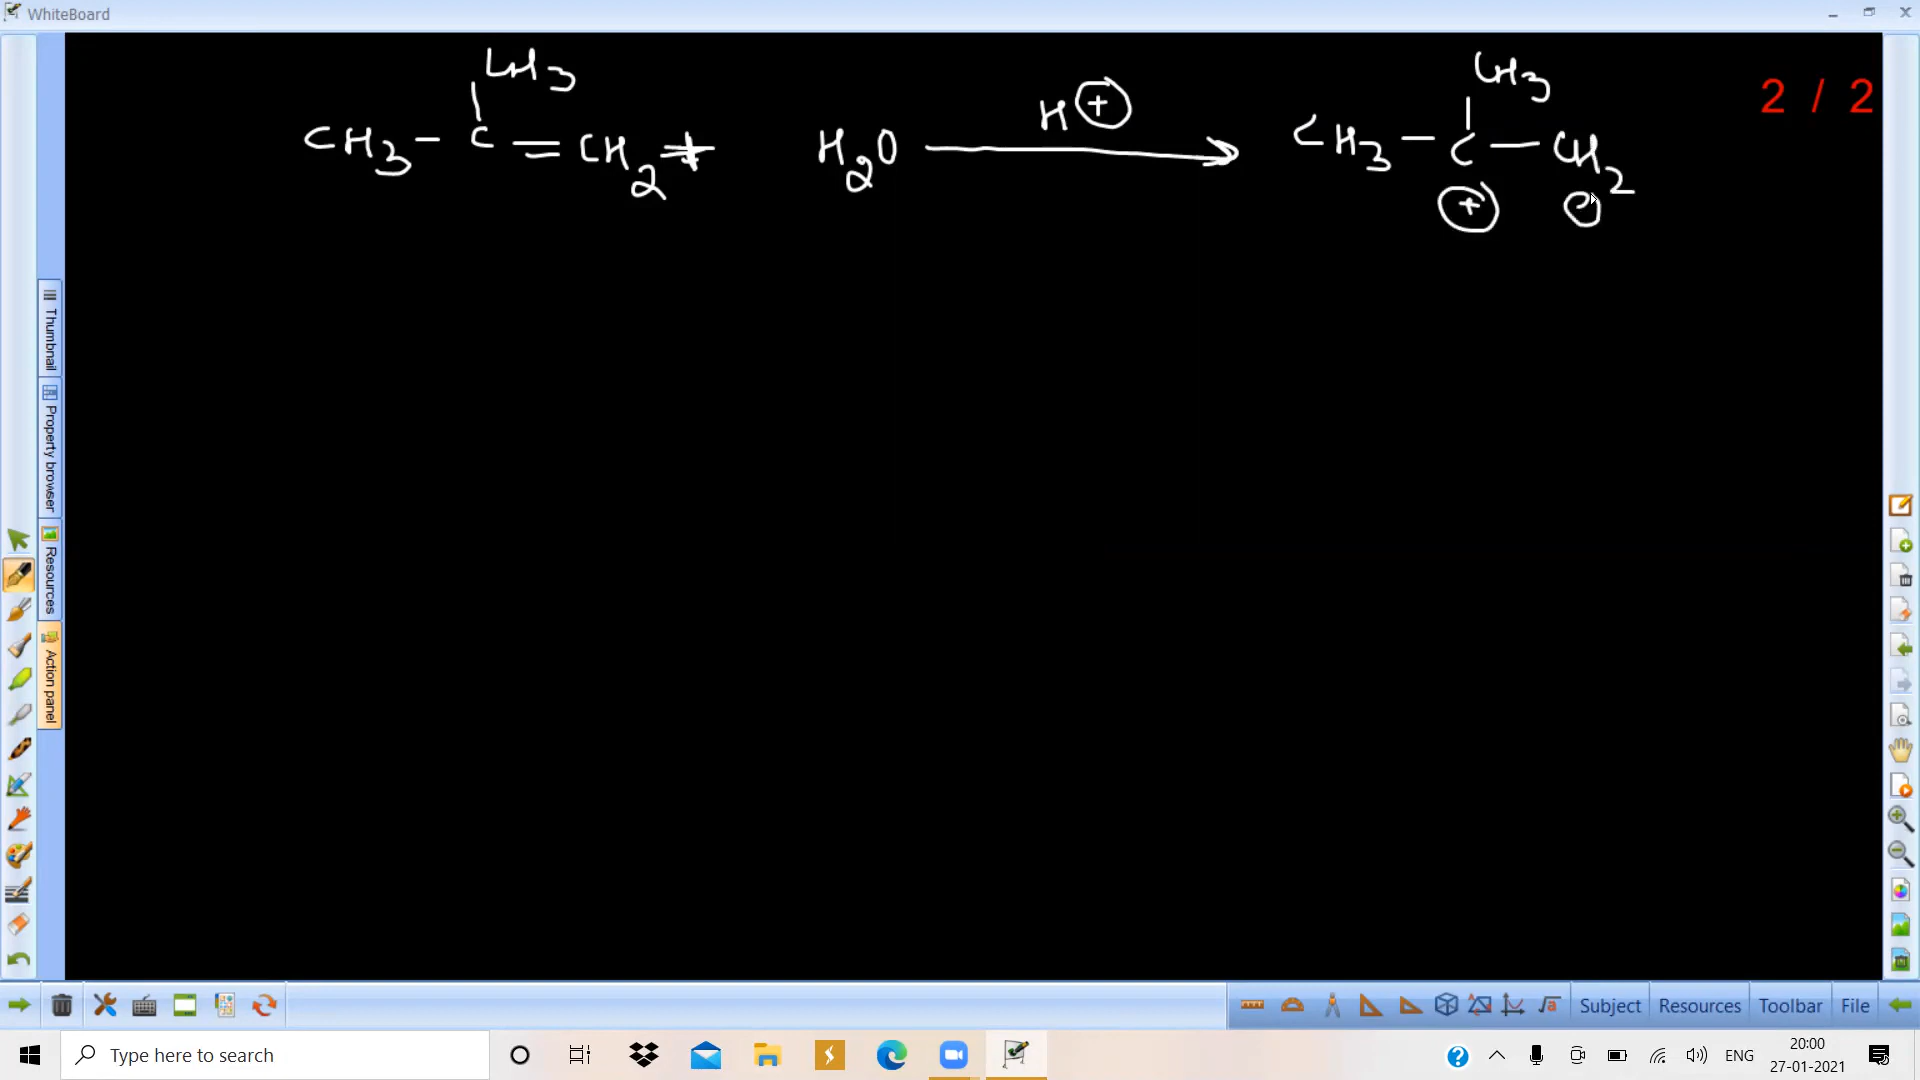 WhiteBoard
CH3 CH3 2 / 2
CH3 - C = CH2 + H2O ⟶ H⊕ CH3 - C - CH2
⊕ ⊖
Thumbnail
Property browser
Resources
Action panel
Subject Resources Toolbar File
Type here to search
ENG 20:00
27-01-2021